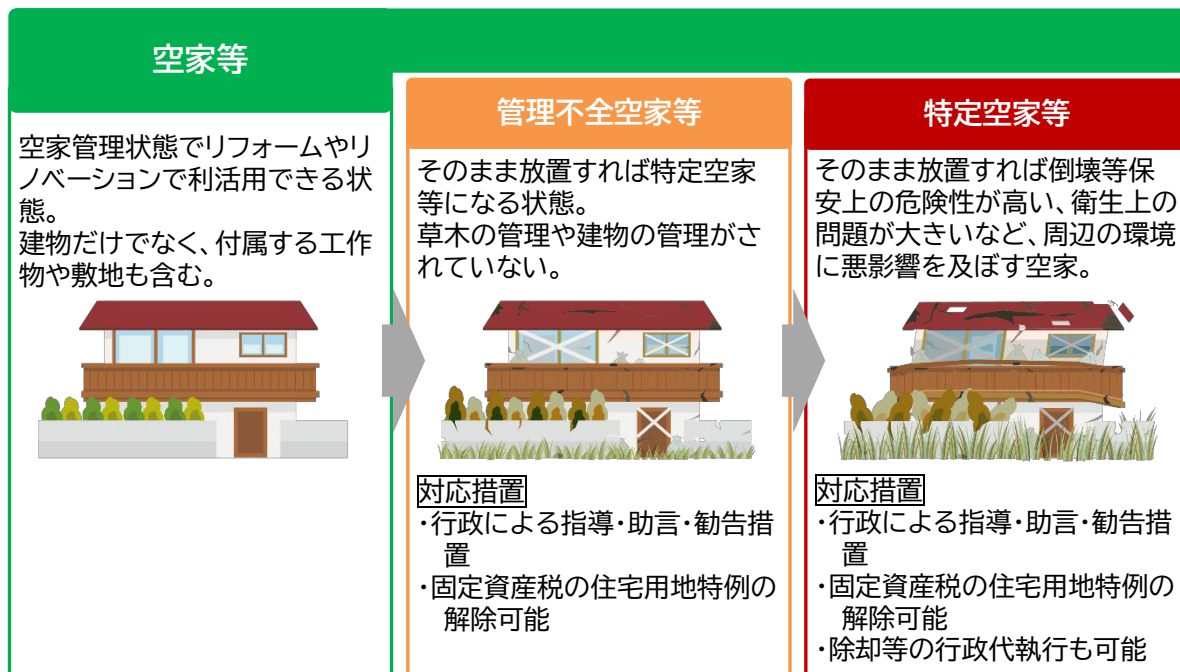 空家等
空家管理状態でリフォームやリ
ノベーションで利活用できる状
態。
建物だけでなく、付属する工作
物や敷地も含む。
管理不全空家等
そのまま放置すれば特定空家
等になる状態。
草木の管理や建物の管理がさ
れていない。
対応措置
・行政による指導・助言・勧告措
置
・固定資産税の住宅用地特例の
解除可能
特定空家等
そのまま放置すれば倒壊等保
安上の危険性が高い、衛生上の
問題が大きいなど、周辺の環境
に悪影響を及ぼす空家。
対応措置
・行政による指導・助言・勧告措
置
・固定資産税の住宅用地特例の
解除可能
・除却等の行政代執行も可能